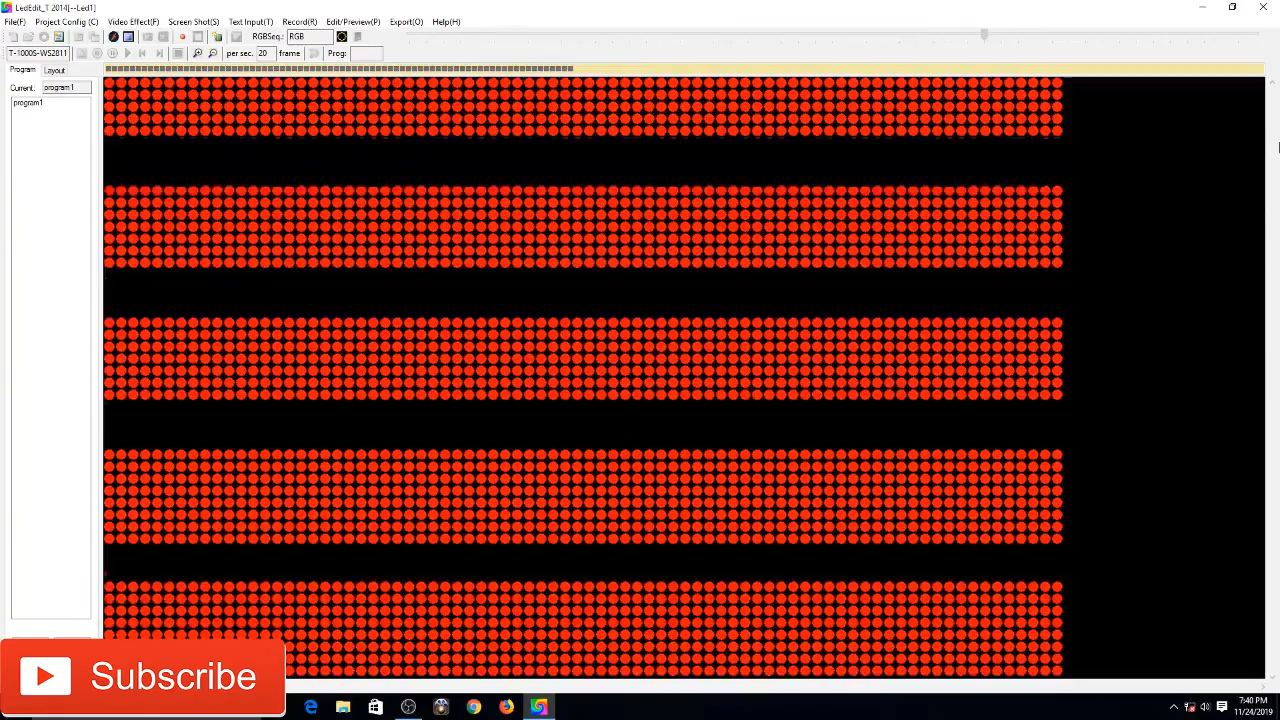 LedEdit_T 2014[--Led1]
File(F) Project Config (C) Video Effect(F) Screen Shot(S) Text Input(T) Record(R) Edit/Preview(P) Export(O) Help(H)
RGBSeq.: RGB
T-1000S-WS2811 per sec. 20 frame Prog:
Program Layout
Current: program1
program1
Subscribe
7:40 PM
11/24/2019